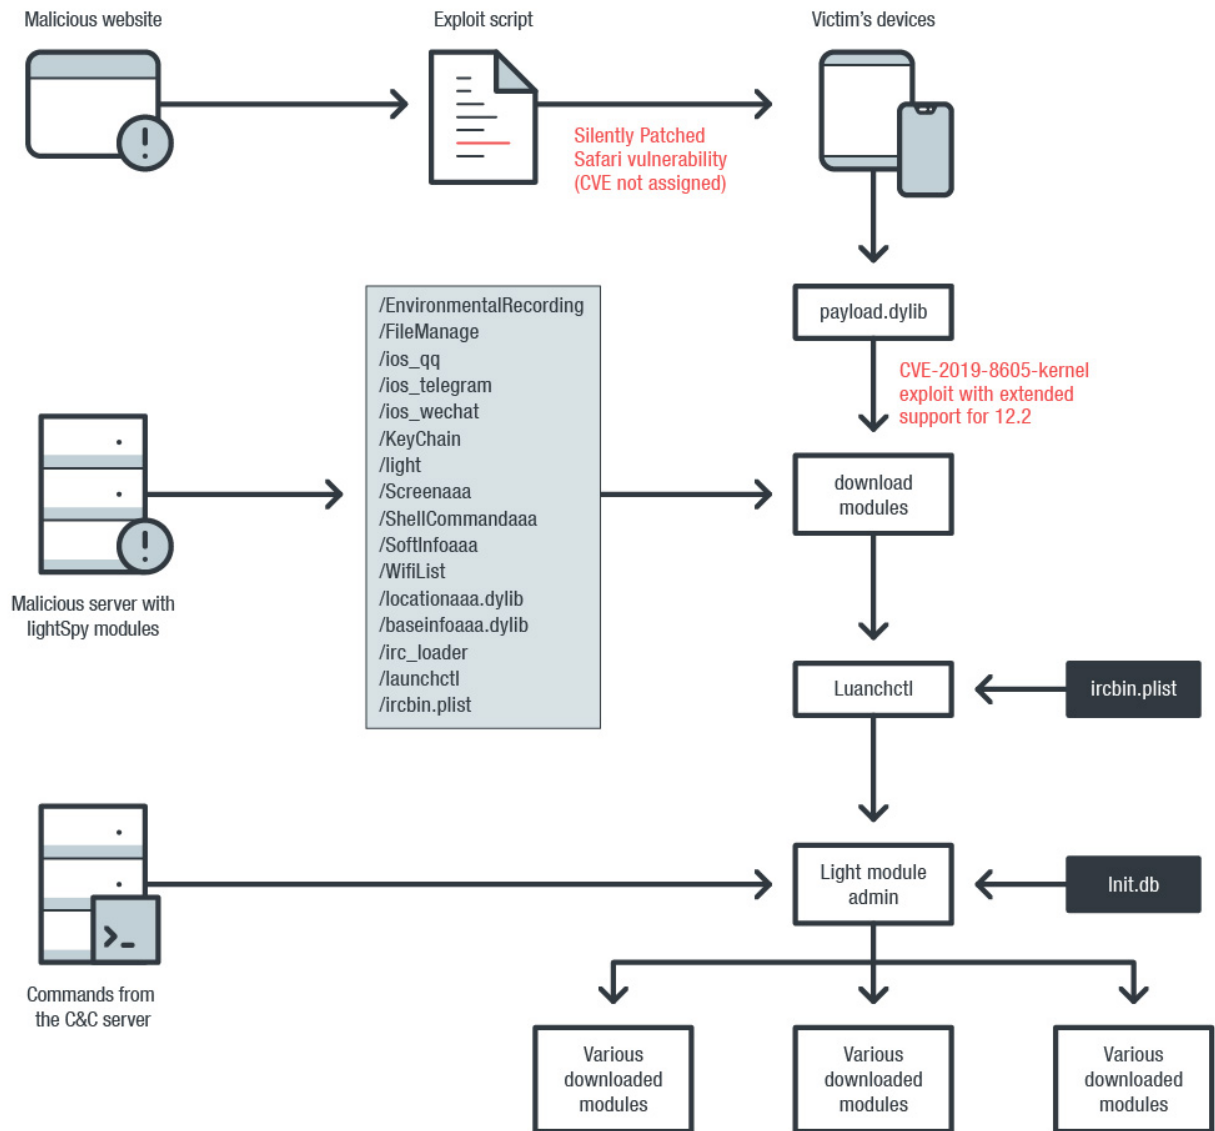 Malicious website
Exploit script
Victim's devices
Silently Patched
Safari vulnerability
(CVE not assigned)
payload.dylib
CVE-2019-8605-kernel
exploit with extended
support for 12.2
/EnvironmentalRecording
/FileManage
/ios_qq
/ios_telegram
/ios_wechat
/KeyChain
/light
/Screenaaa
/ShellCommandaaa
/SoftInfoaaa
/WifiList
/locationaaa.dylib
/baseinfoaaa.dylib
/irc_loader
/launchctl
/ircbin.plist
download
modules
Malicious server with
lightSpy modules
Luanchctl
ircbin.plist
Light module
admin
Init.db
>_
Commands from
the C&C server
Various
downloaded
modules
Various
downloaded
modules
Various
downloaded
modules